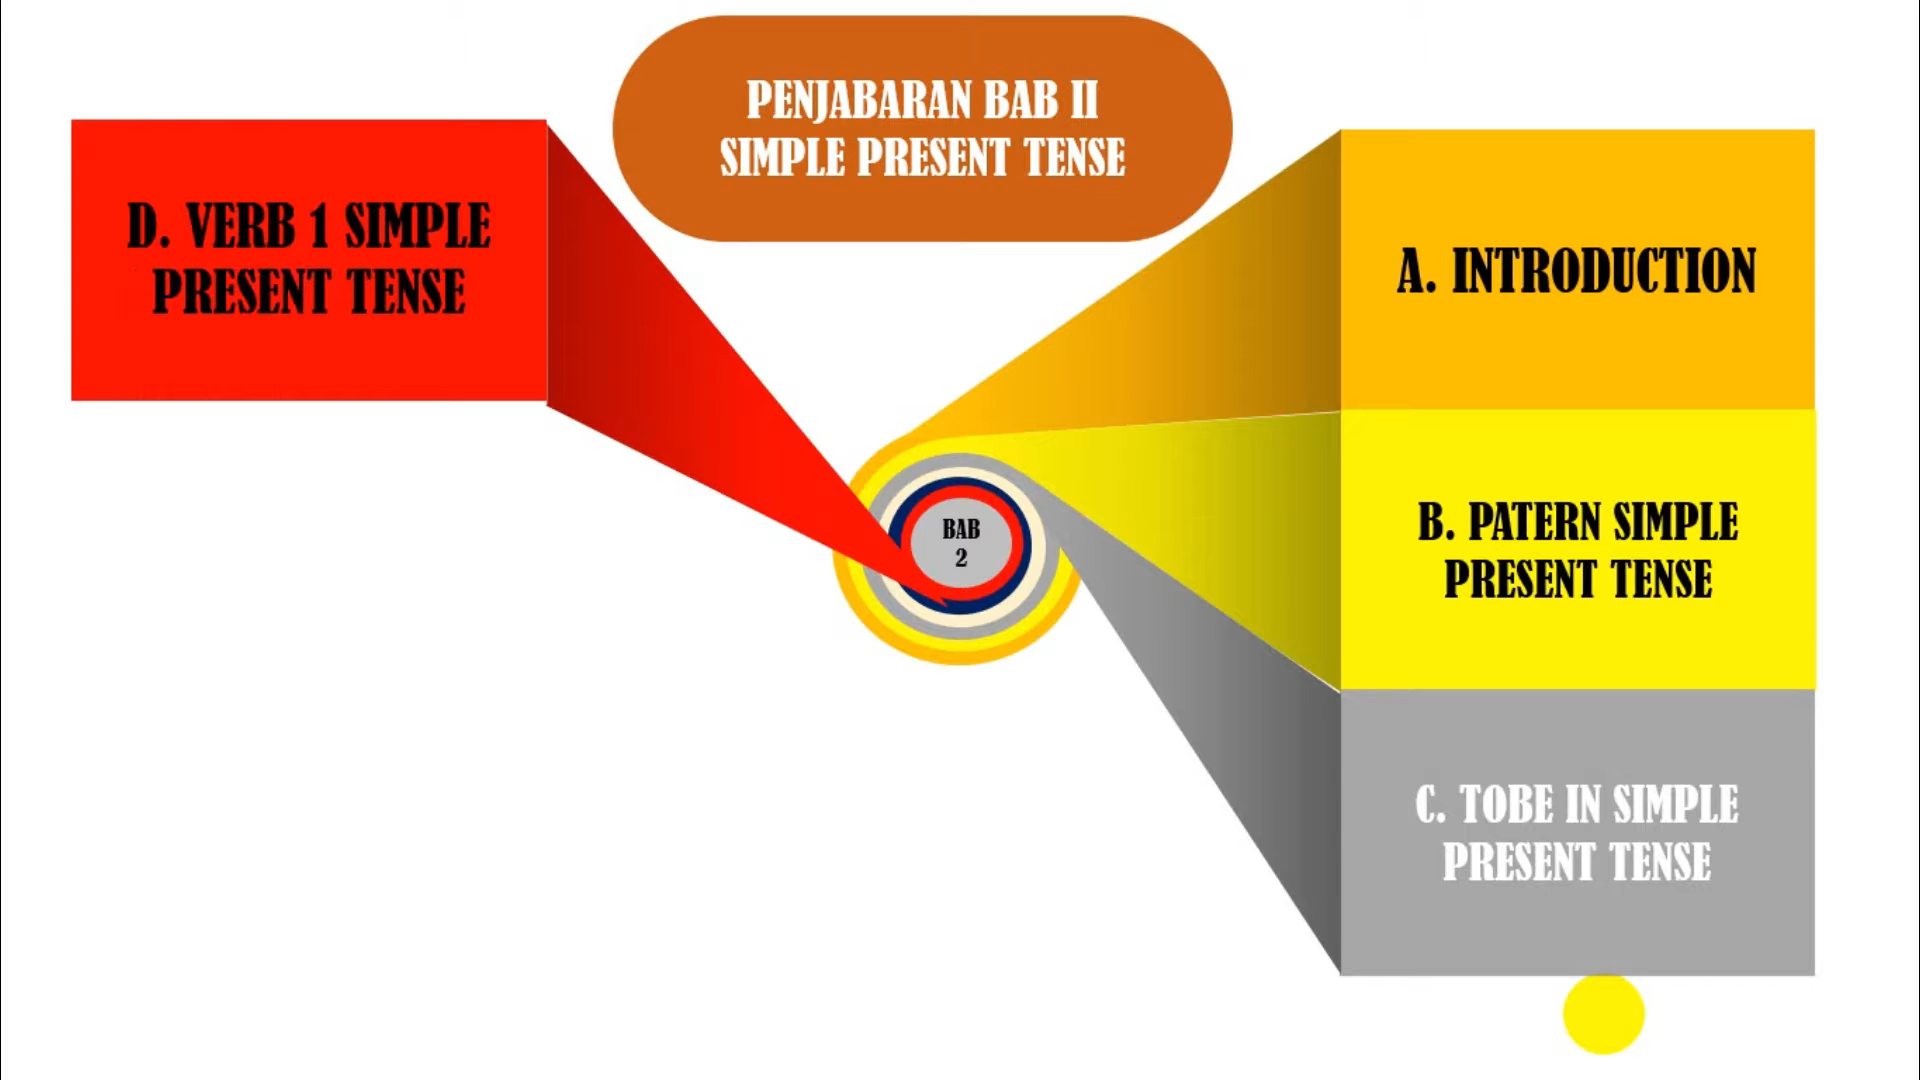 PENJABARAN BAB II
SIMPLE PRESENT TENSE
A. INTRODUCTION
B. PATERN SIMPLE
PRESENT TENSE
C. TOBE IN SIMPLE
PRESENT TENSE
D. VERB 1 SIMPLE
PRESENT TENSE
BAB
2